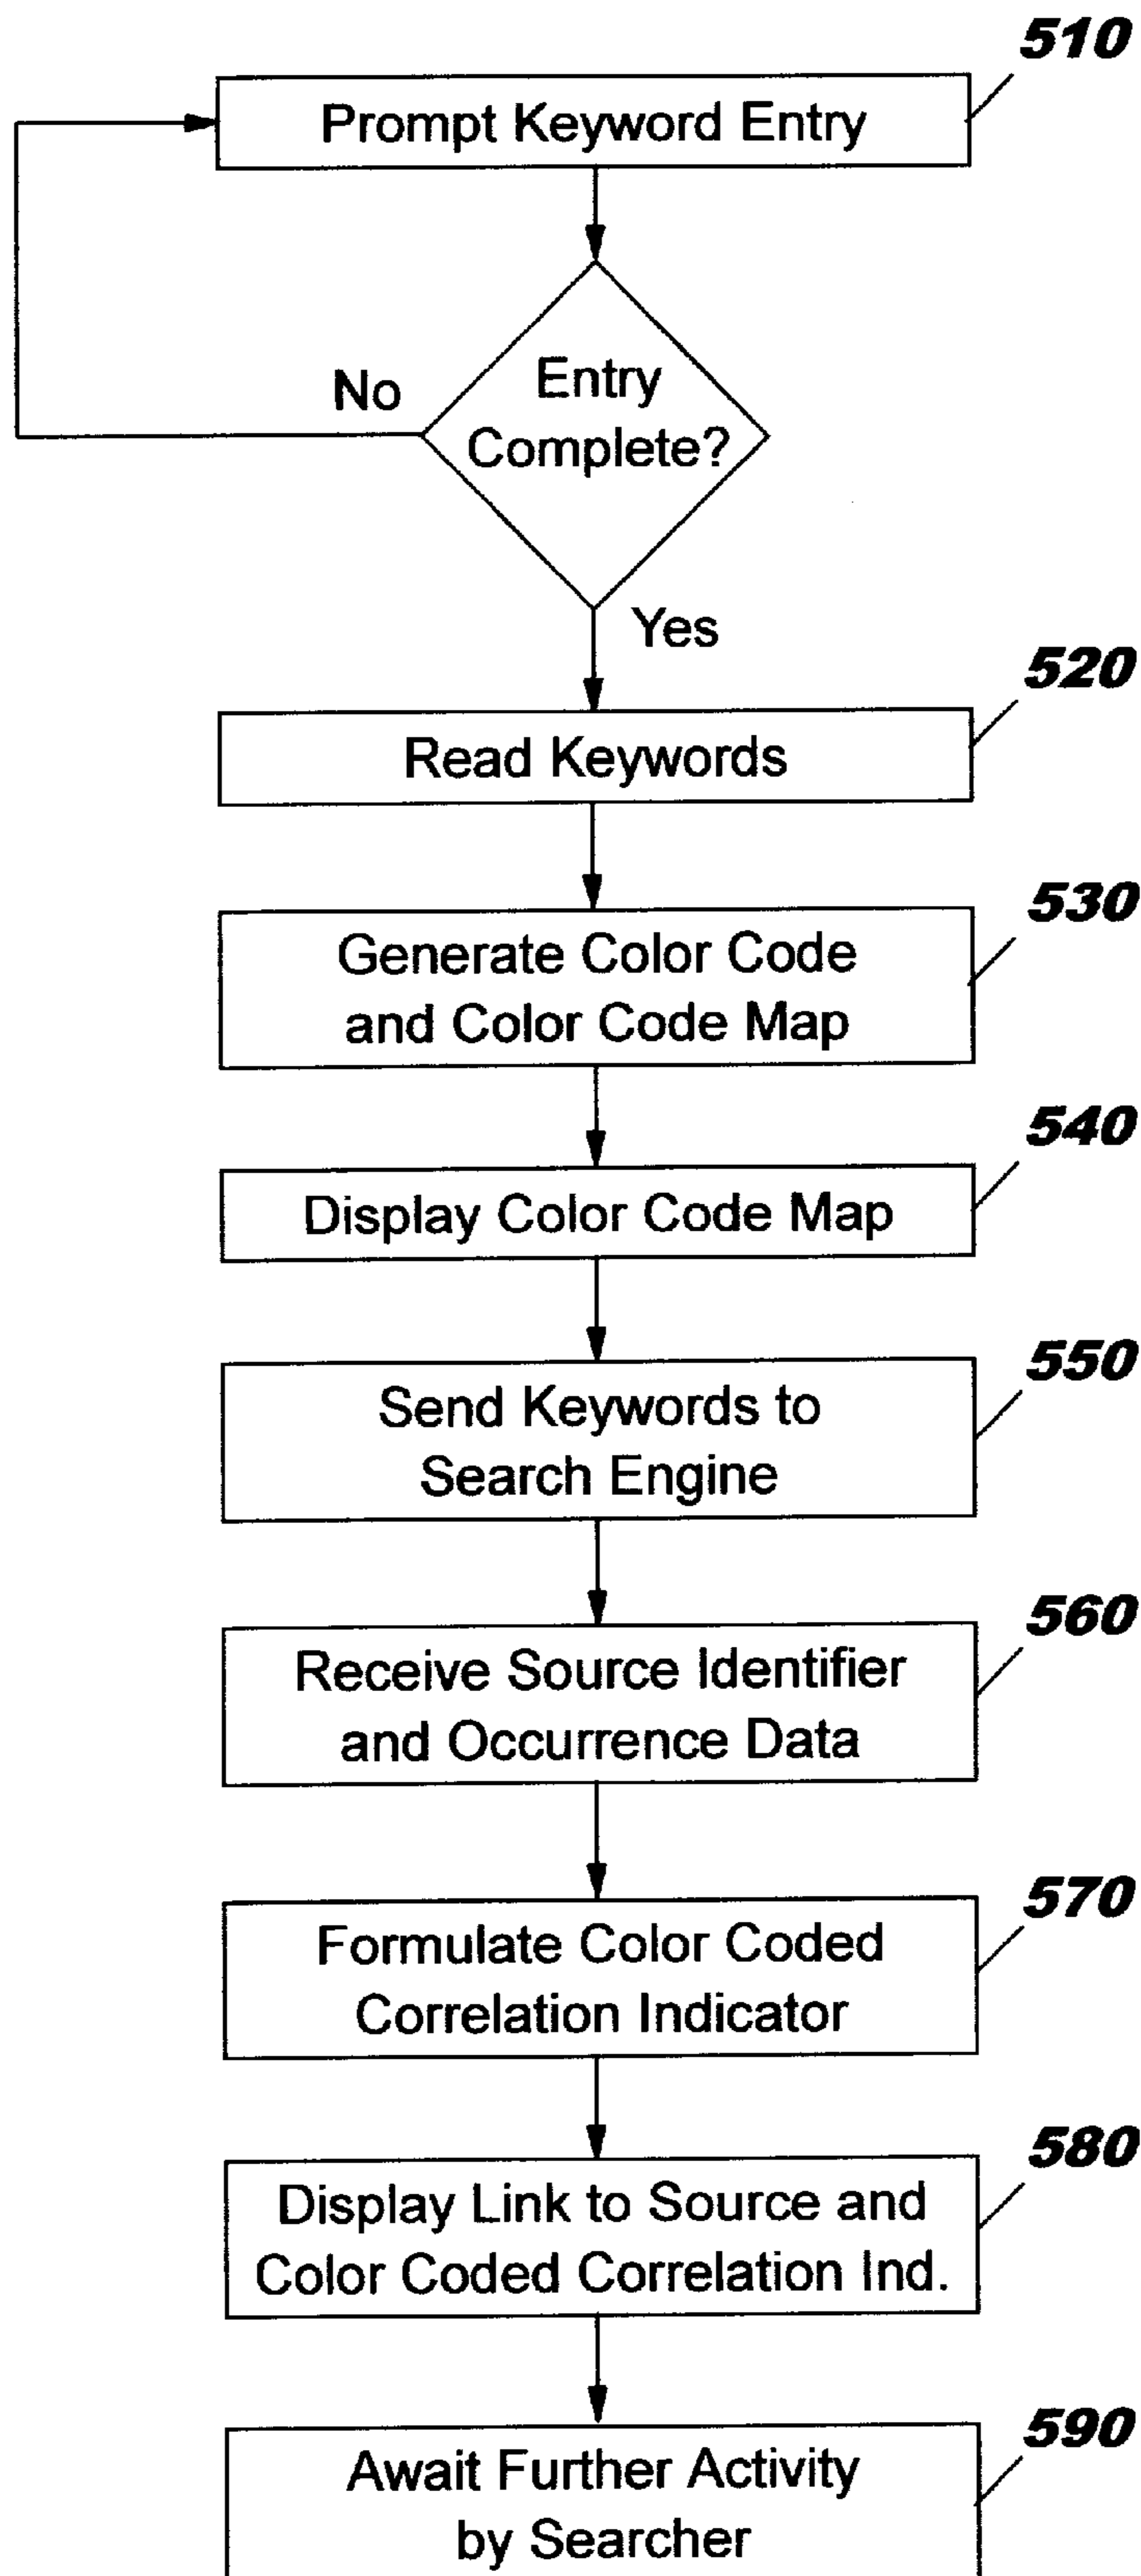 510
Prompt Keyword Entry
No
Entry
Complete?
Yes
520
Read Keywords
530
Generate Color Code
and Color Code Map
540
Display Color Code Map
550
Send Keywords to
Search Engine
560
Receive Source Identifier
and Occurrence Data
570
Formulate Color Coded
Correlation Indicator
580
Display Link to Source and
Color Coded Correlation Ind.
590
Await Further Activity
by Searcher